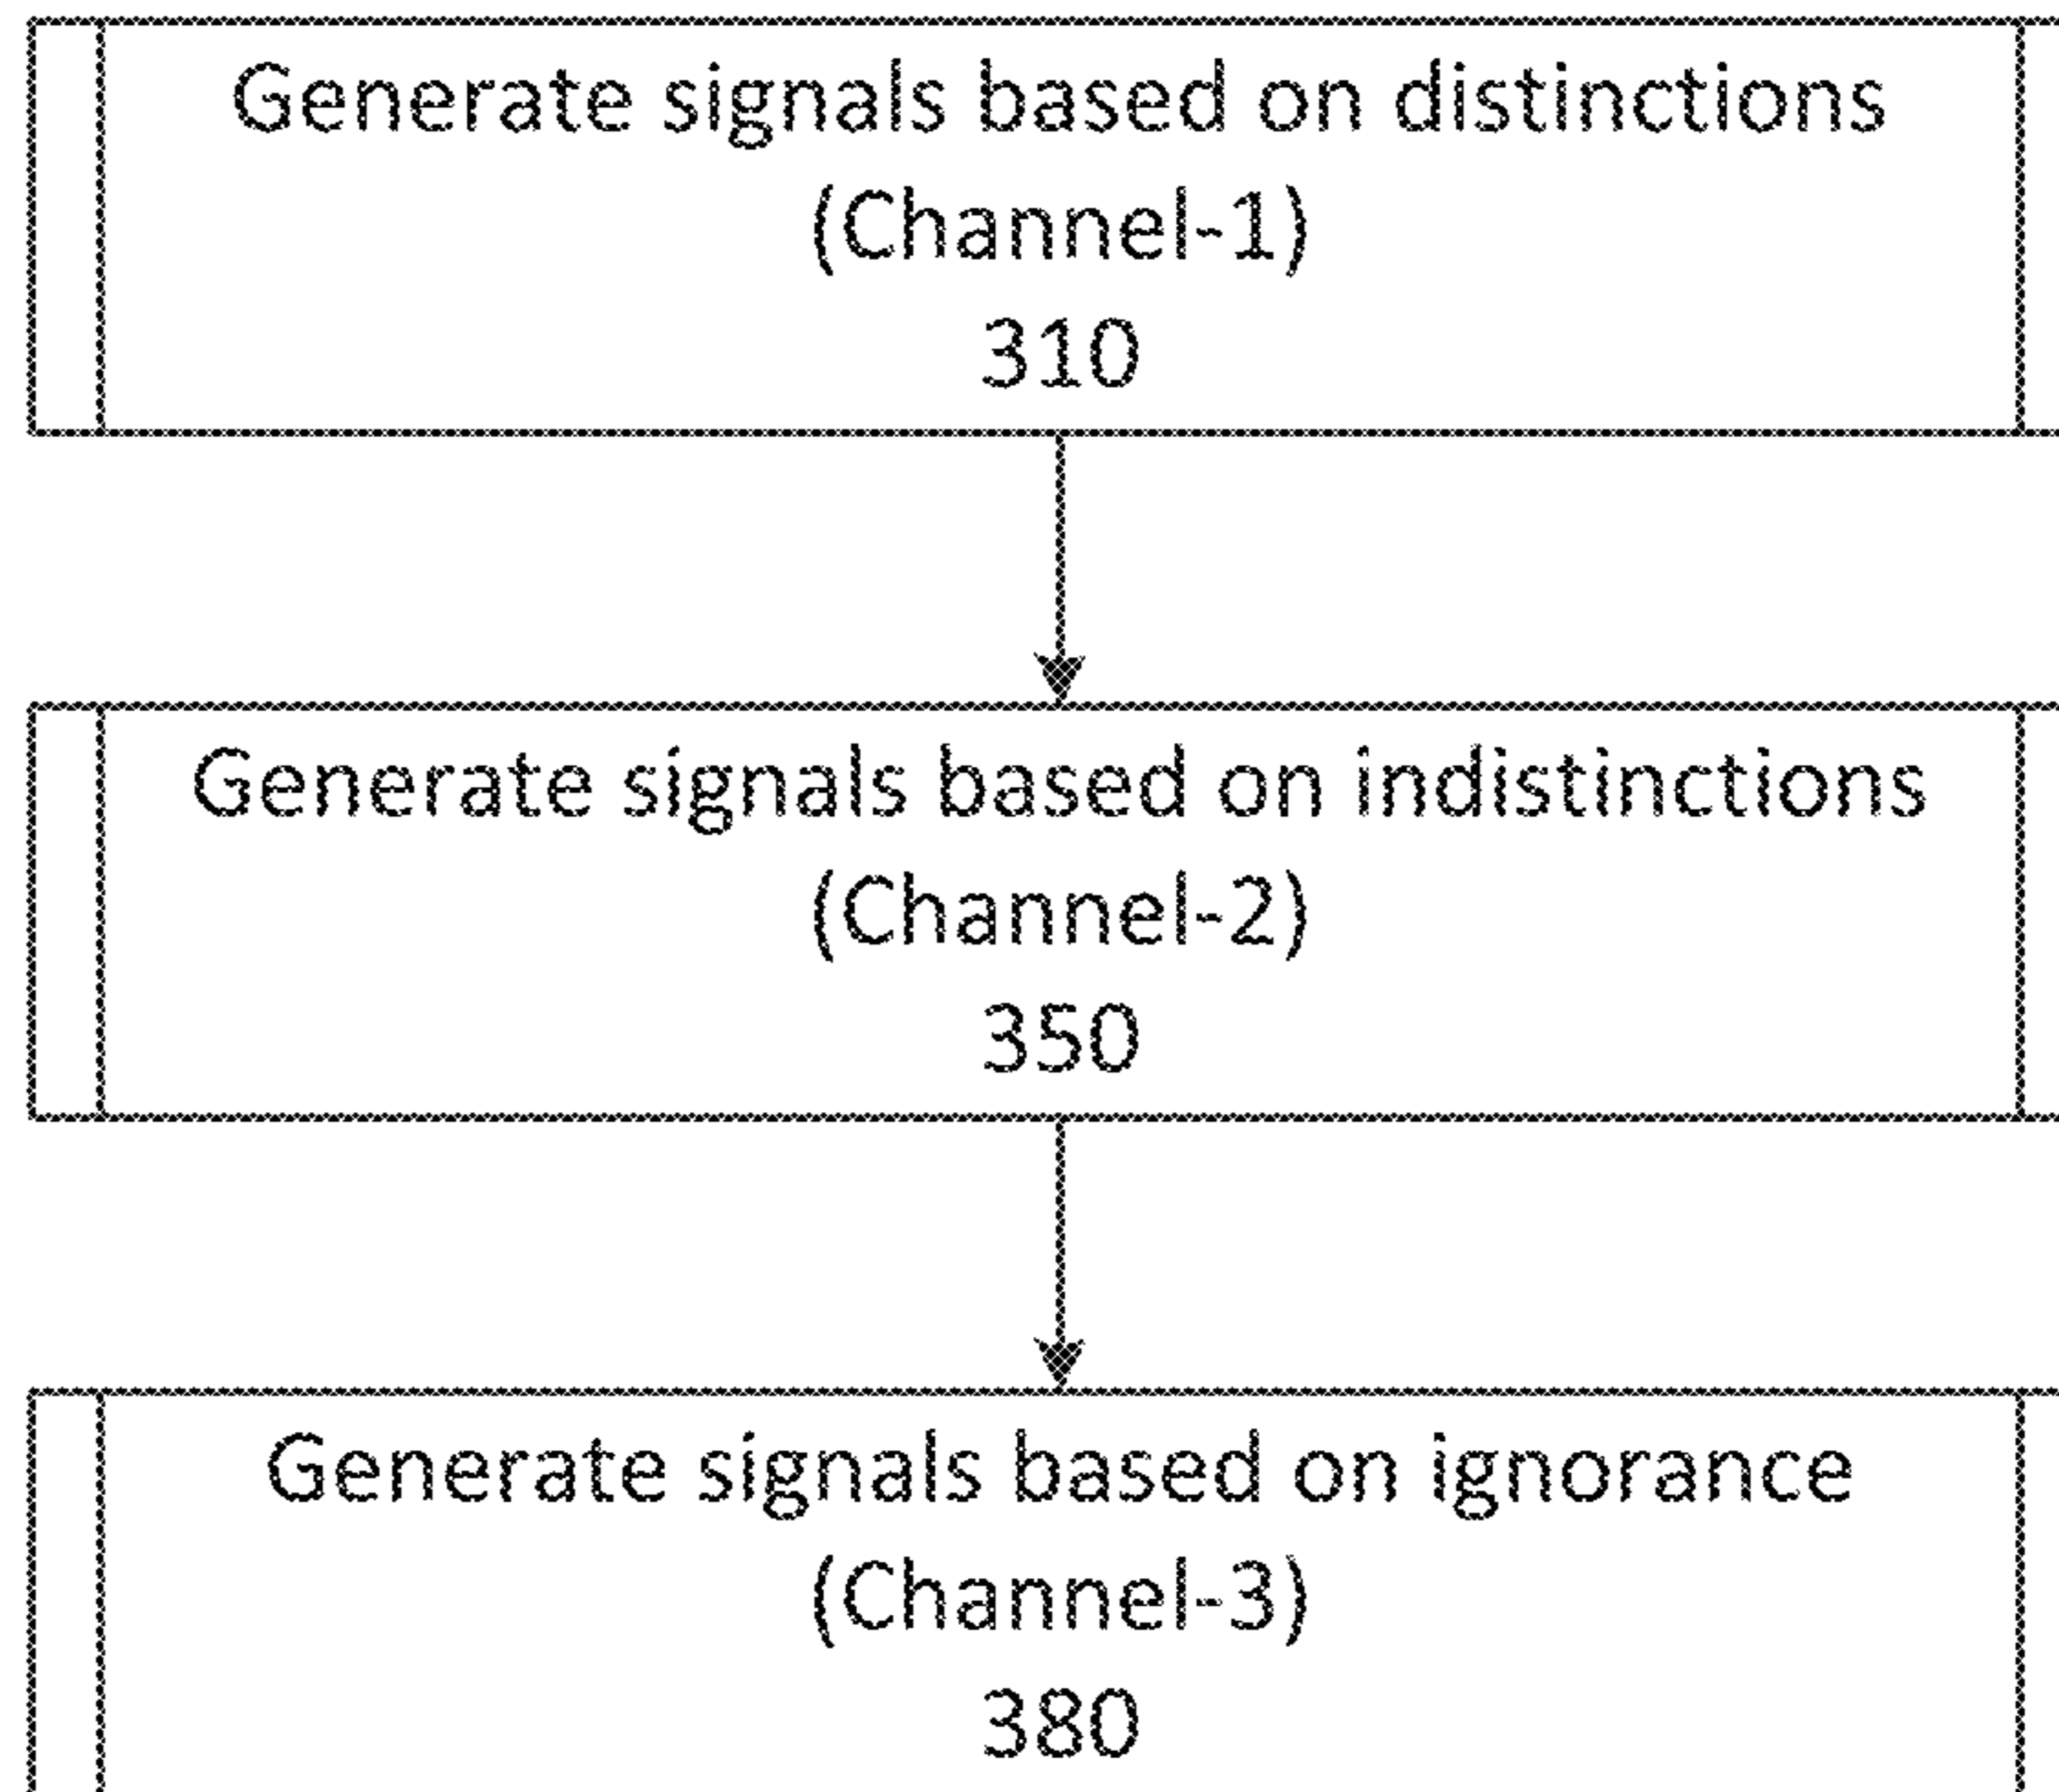 Generate signals based on distinctions
(Channel-1)
310
Generate signals based on indistinctions
(Channel-2)
350
Generate signals based on ignorance
(Channel-3)
380